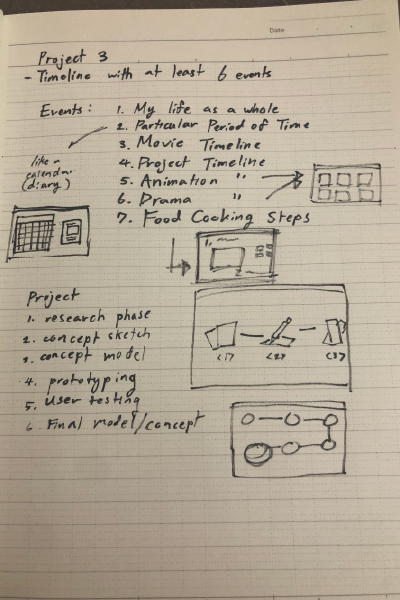 Date
Project 3
- Timeline with at least 6 events
Events: 1. My life as a whole
2. Particular Period of Time
3. Movie Timeline
4. Project Timeline
5. Animation "
6. Drama "
7. Food Cooking Steps
like a
calendar
(diary)
1.
2
Project
1. research phase
2. concept sketch
3. concept model
4. prototyping
5. User testing
6. Final model/concept
<1> <2> <3>